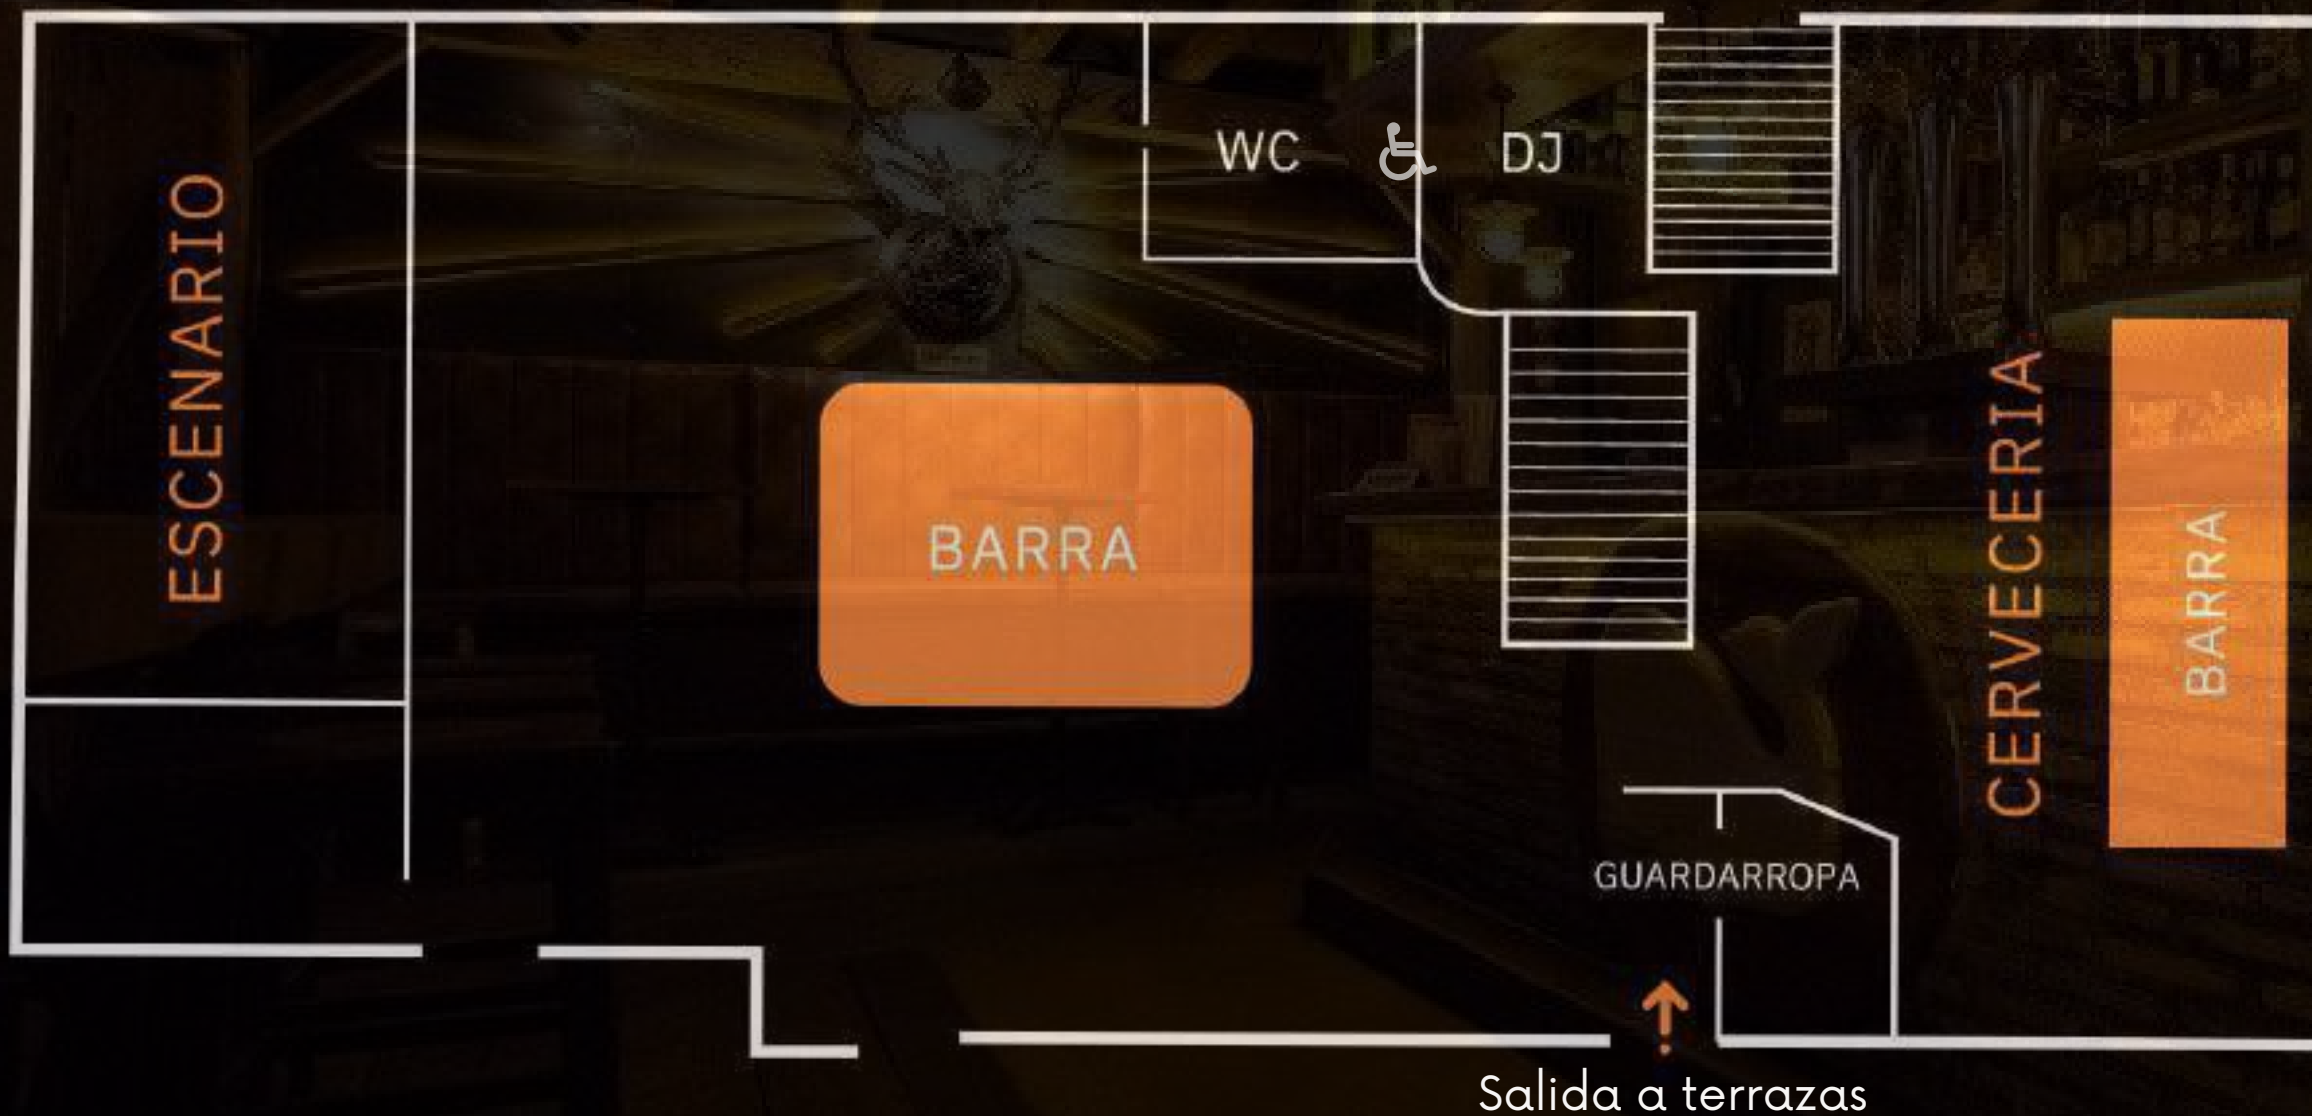 WC
DJ
ESCENARIO
BARRA
CERVECERIA
BARRA
GUARDARROPA
Salida a terrazas